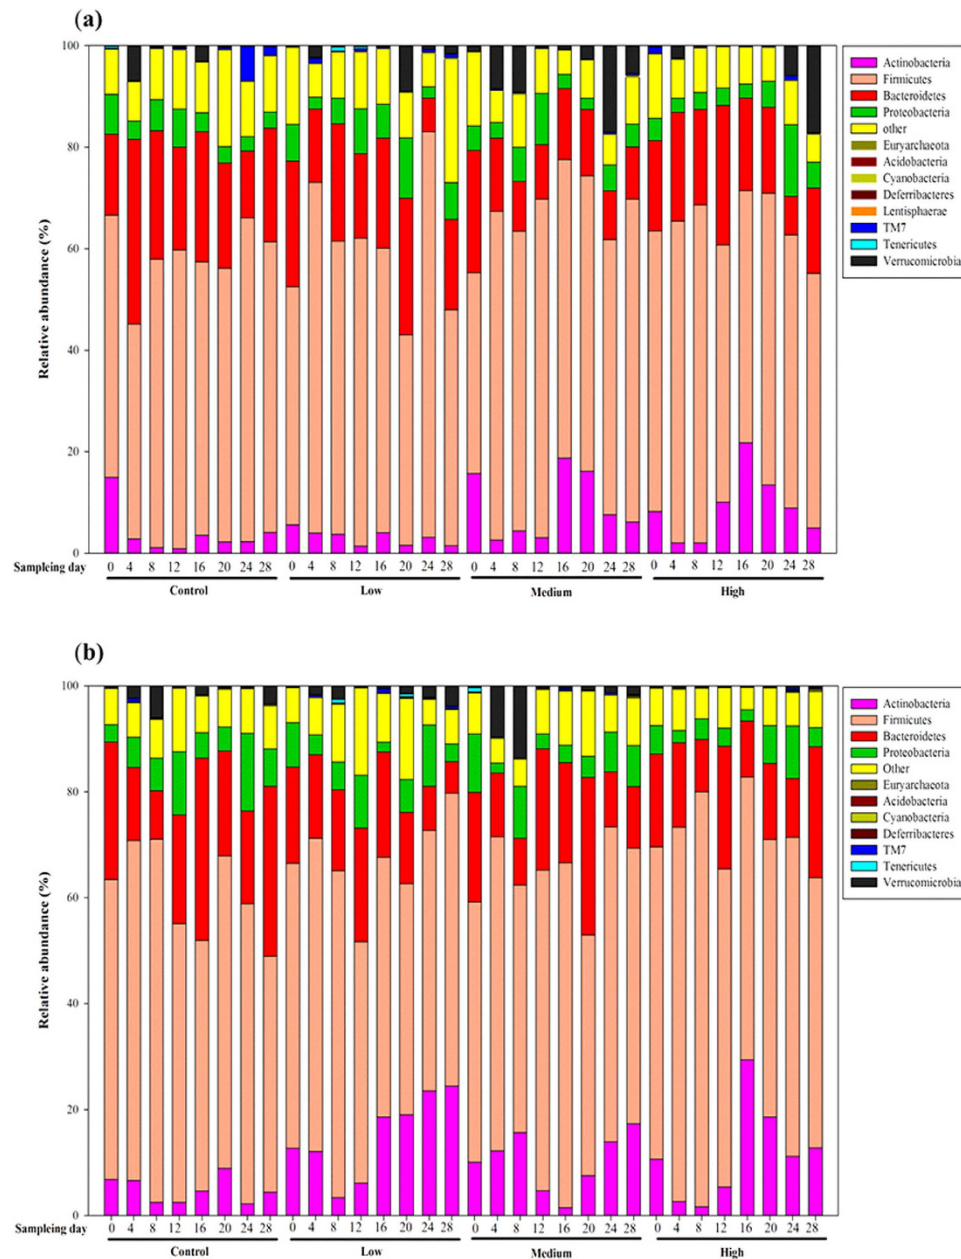 (a)
100
80
60
40
20
0
Relative abundance (%)
Actinobacteria
Firmicutes
Bacteroidetes
Proteobacteria
other
Euryarchaeota
Acidobacteria
Cyanobacteria
Deferribacteres
Lentisphaerae
TM7
Tenericutes
Verrucomicrobia
Sampleing day 0 4 8 12 16 20 24 28 0 4 8 12 16 20 24 28 0 4 8 12 16 20 24 28 0 4 8 12 16 20 24 28
Control Low Medium High
(b)
100
80
60
40
20
0
Relative abundance (%)
Actinobacteria
Firmicutes
Bacteroidetes
Proteobacteria
Other
Euryarchaeota
Acidobacteria
Cyanobacteria
Deferribacteres
TM7
Tenericutes
Verrucomicrobia
Sampleing day 0 4 8 12 16 20 24 28 0 4 8 12 16 20 24 28 0 4 8 12 16 20 24 28 0 4 8 12 16 20 24 28
Control Low Medium High